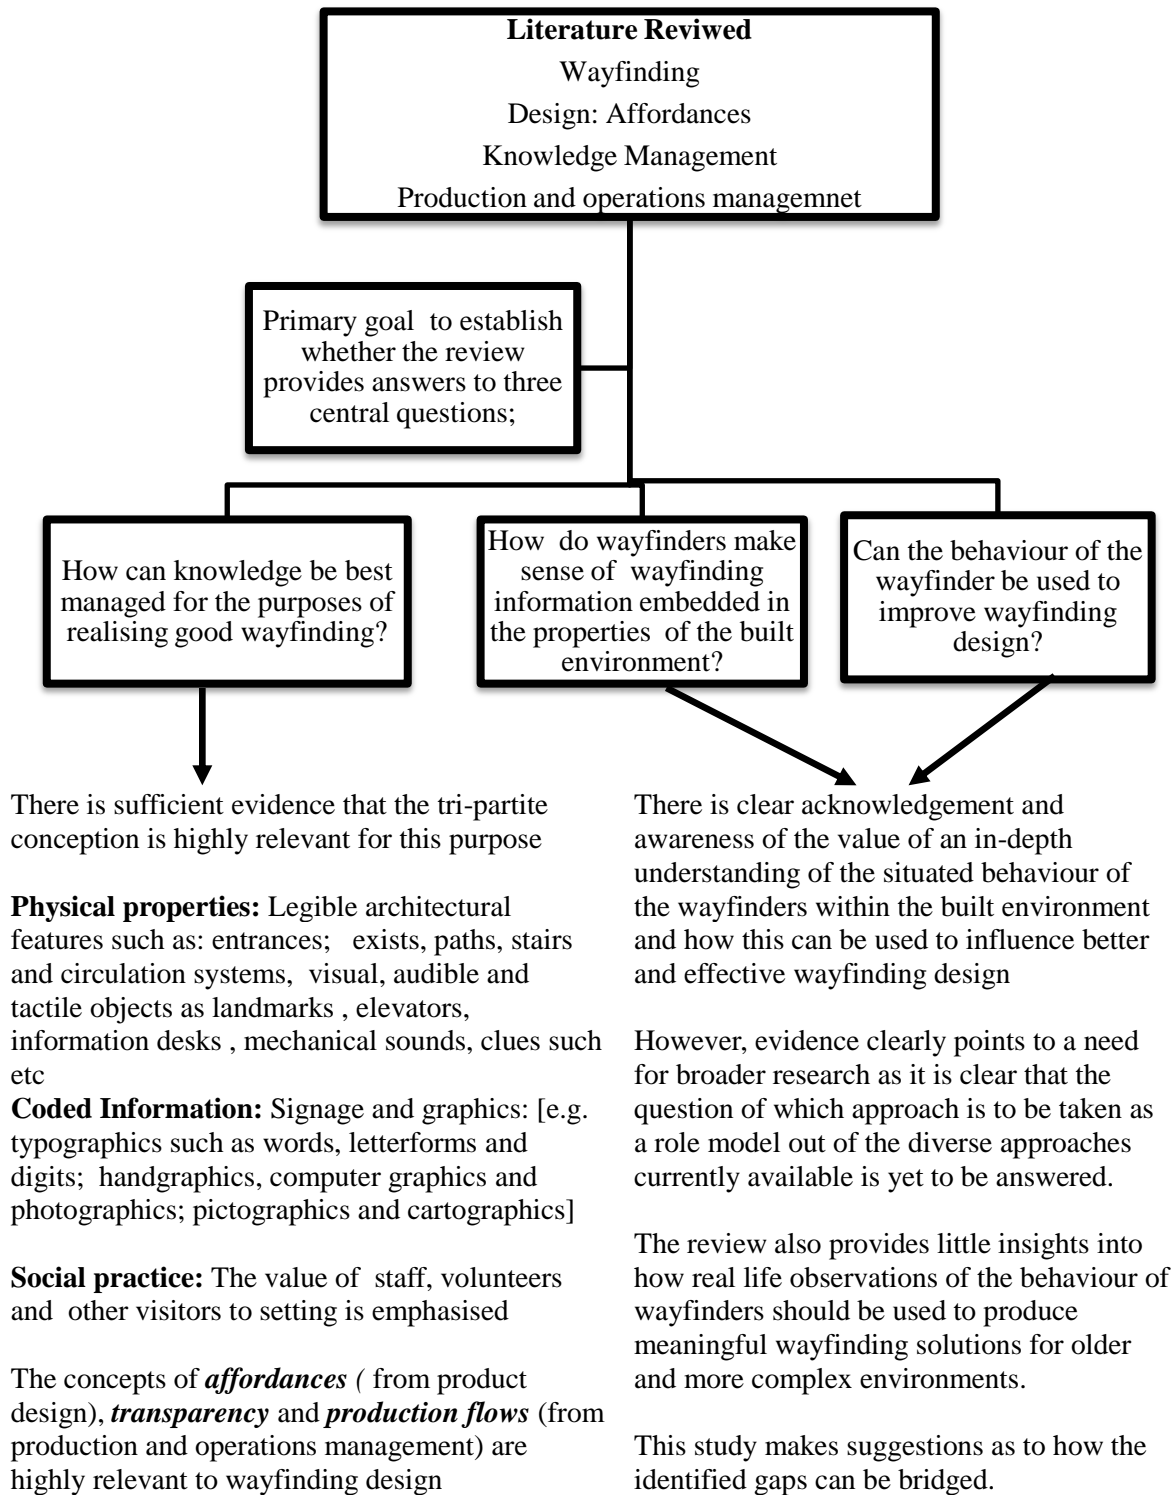 Literature Reviwed
Wayfinding
Design: Affordances
Knowledge Management
Production and operations managemnet
Primary goal to establish
whether the review
provides answers to three
central questions;
How can knowledge be best
managed for the purposes of
realising good wayfinding?
How do wayfinders make
sense of wayfinding
information embedded in
the properties of the built
environment?
Can the behaviour of the
wayfinder be used to
improve wayfinding
design?
There is sufficient evidence that the tri-partite
conception is highly relevant for this purpose
Physical properties: Legible architectural
features such as: entrances; exists, paths, stairs
and circulation systems, visual, audible and
tactile objects as landmarks , elevators,
information desks , mechanical sounds, clues such
etc
Coded Information: Signage and graphics: [e.g.
typographics such as words, letterforms and
digits; handgraphics, computer graphics and
photographics; pictographics and cartographics]
Social practice: The value of staff, volunteers
and other visitors to setting is emphasised
The concepts of affordances ( from product
design), transparency and production flows (from
production and operations management) are
highly relevant to wayfinding design
There is clear acknowledgement and
awareness of the value of an in-depth
understanding of the situated behaviour of
the wayfinders within the built environment
and how this can be used to influence better
and effective wayfinding design
However, evidence clearly points to a need
for broader research as it is clear that the
question of which approach is to be taken as
a role model out of the diverse approaches
currently available is yet to be answered.
The review also provides little insights into
how real life observations of the behaviour of
wayfinders should be used to produce
meaningful wayfinding solutions for older
and more complex environments.
This study makes suggestions as to how the
identified gaps can be bridged.